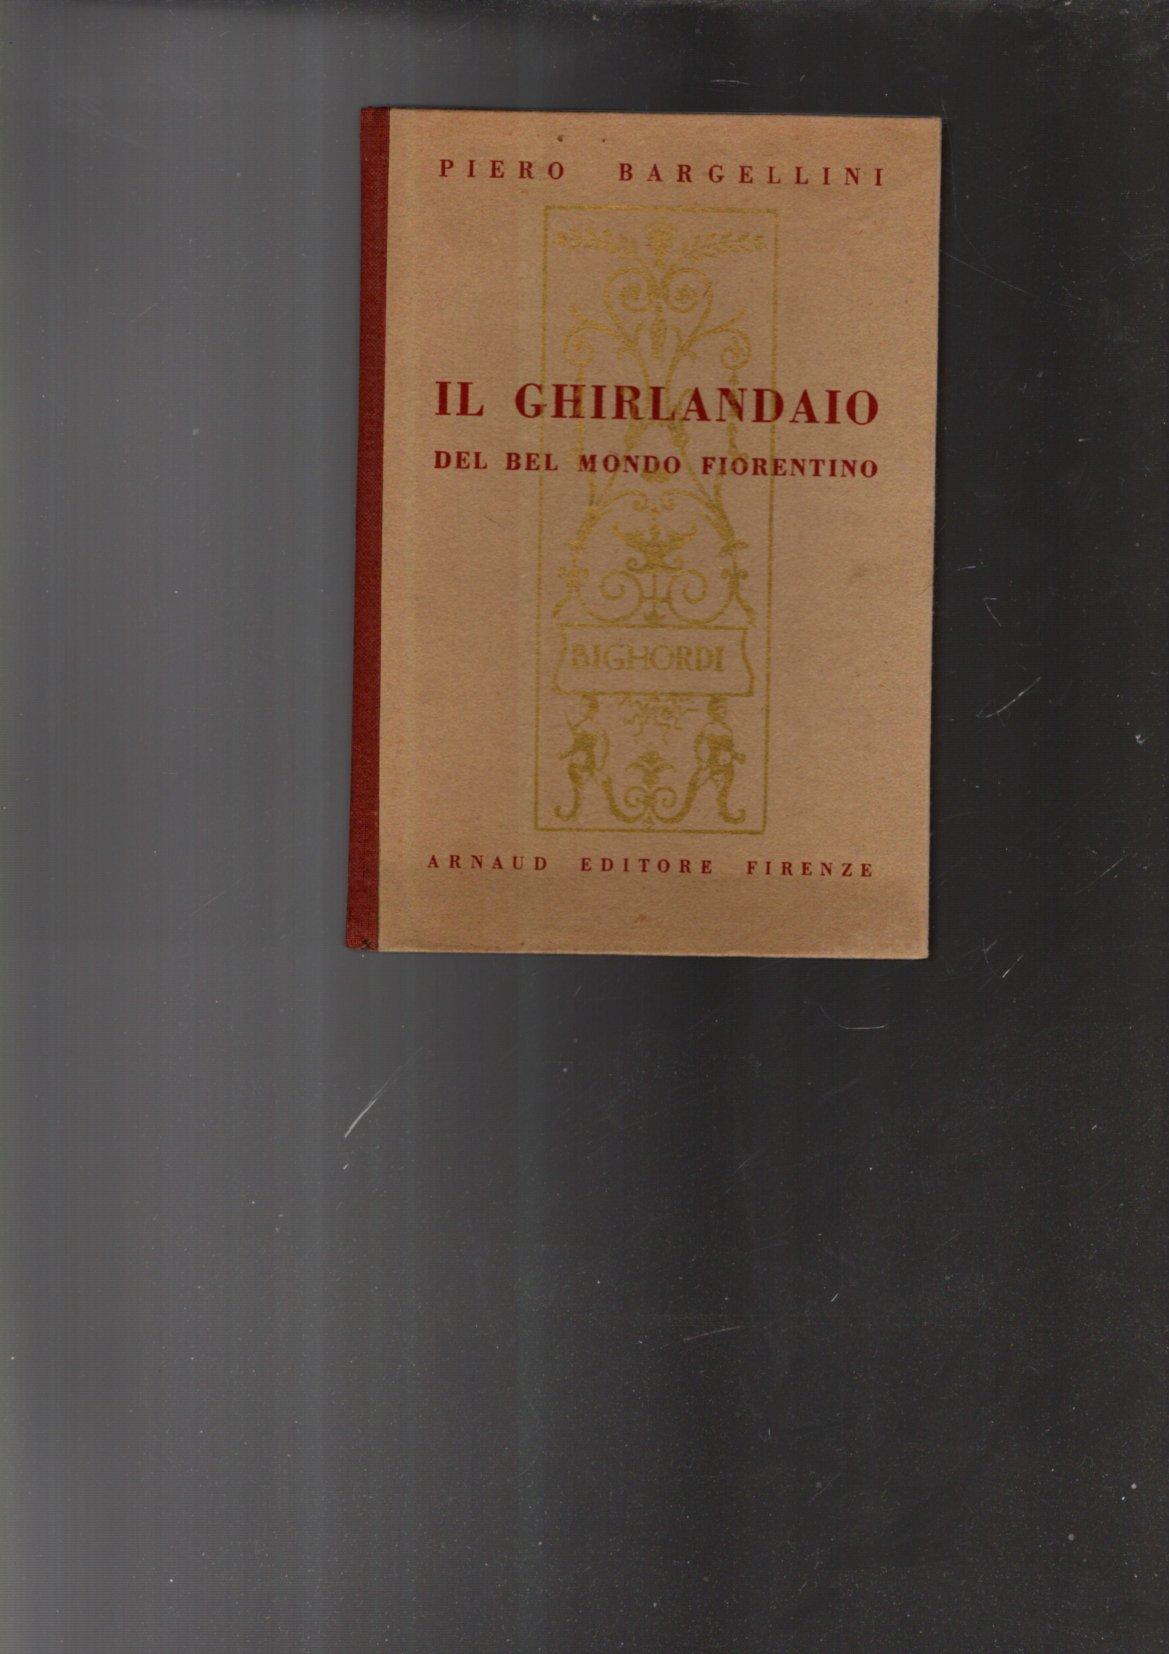 PIERO BARGELLINI
IL GHIRLANDAIO
DEL BEL MONDO FIORENTINO
BIGHORDI
ARNAUD EDITORE FIRENZE